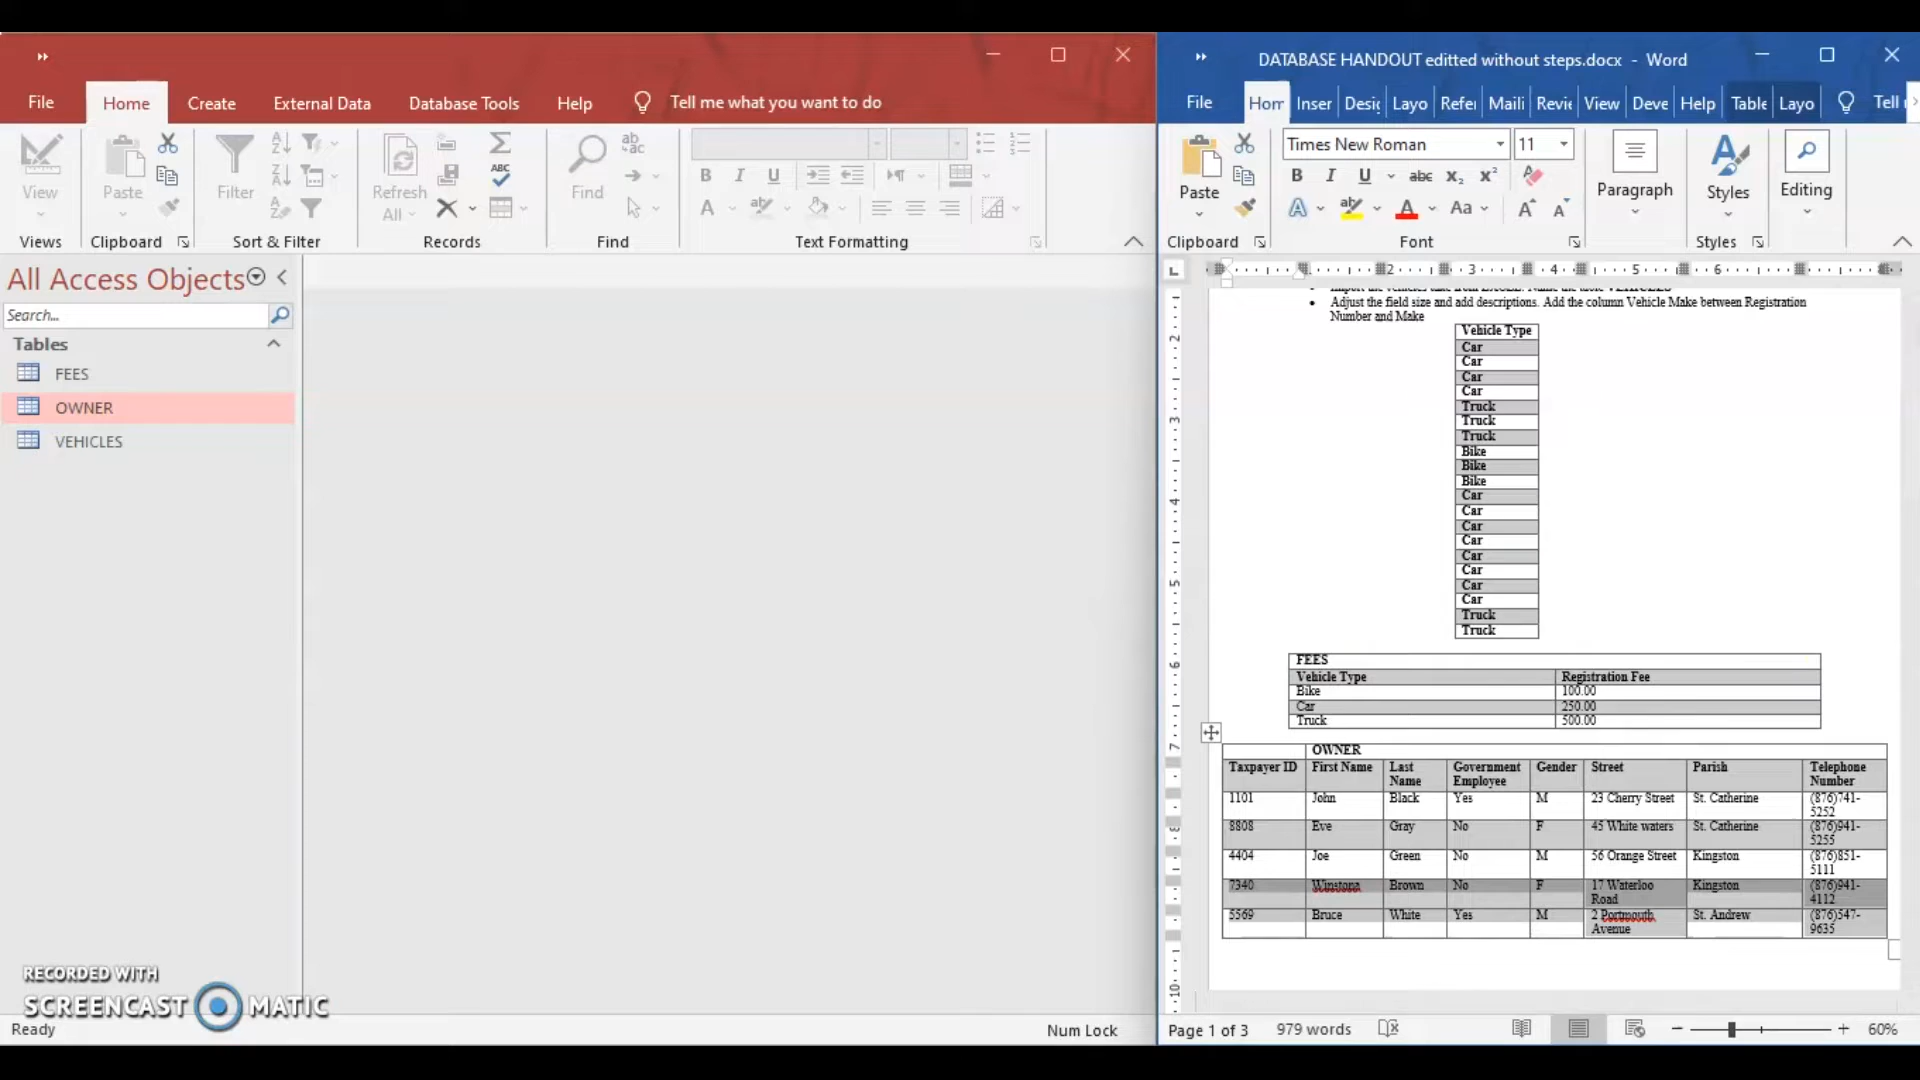 DATABASE HANDOUT editted without steps.docx - Word
File Home Create External Data Database Tools Help Tell me what you want to do
File Hom Inser Desig Layo Refer Maili Revie View Deve Help Table Layo Tell
View Paste Filter Refresh All Find
Views Clipboard Sort & Filter Records Find Text Formatting
Paste Times New Roman 11 Paragraph Styles Editing
Clipboard Font Styles
All Access Objects
Search...
Tables
FEES
OWNER
VEHICLES
Adjust the field size and add descriptions. Add the column Vehicle Make between Registration
Number and Make
Vehicle Type
Car
Car
Car
Car
Truck
Truck
Truck
Bike
Bike
Bike
Car
Car
Car
Car
Car
Car
Car
Car
Truck
Truck
FEES
Vehicle Type Registration Fee
Bike 100.00
Car 250.00
Truck 500.00
OWNER
Taxpayer ID First Name Last Name Government Employee Gender Street Parish Telephone Number
1101 John Black Yes M 23 Cherry Street St. Catherine (876)741-5252
8808 Eve Gray No F 45 White waters St. Catherine (876)941-5255
4404 Joe Green No M 56 Orange Street Kingston (876)851-5111
7340 Winstona Brown No F 17 Waterloo Road Kingston (876)941-4112
5569 Bruce White Yes M 2 Portmouth Avenue St. Andrew (876)547-9635
RECORDED WITH
SCREENCAST MATIC
Ready Num Lock
Page 1 of 3 979 words 60%